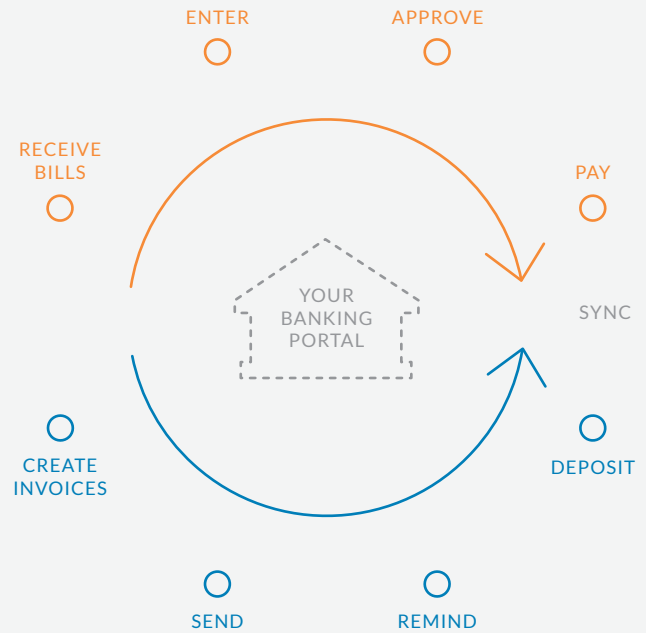 ENTER
APPROVE
RECEIVE
BILLS
PAY
YOUR
BANKING
PORTAL
SYNC
CREATE
INVOICES
DEPOSIT
SEND
REMIND